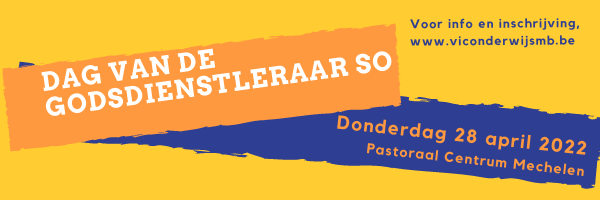 DAG VAN DE
GODSDIENSTLERAAR SO
Voor info en inschrijving,
www.viconderwijsmb.be
Donderdag 28 april 2022
Pastoraal Centrum Mechelen